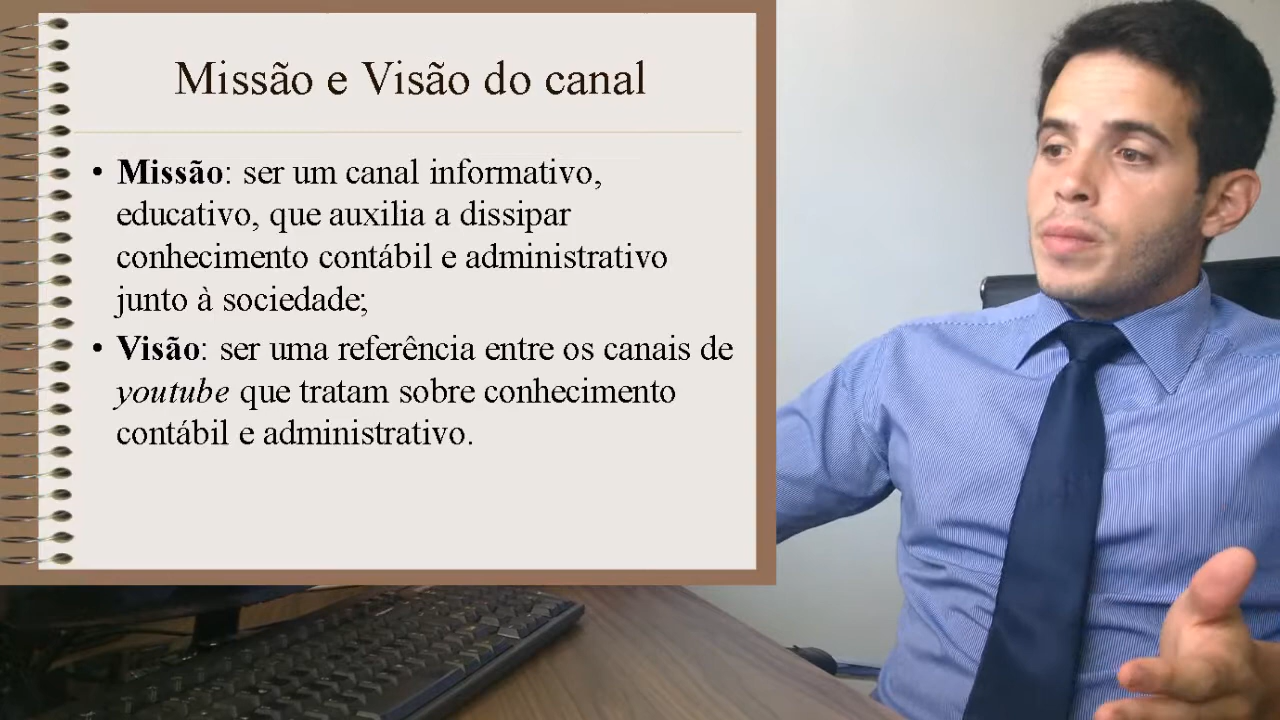 Missão e Visão do canal
• Missão: ser um canal informativo,
educativo, que auxilia a dissipar
conhecimento contábil e administrativo
junto à sociedade;
• Visão: ser uma referência entre os canais de
youtube que tratam sobre conhecimento
contábil e administrativo.